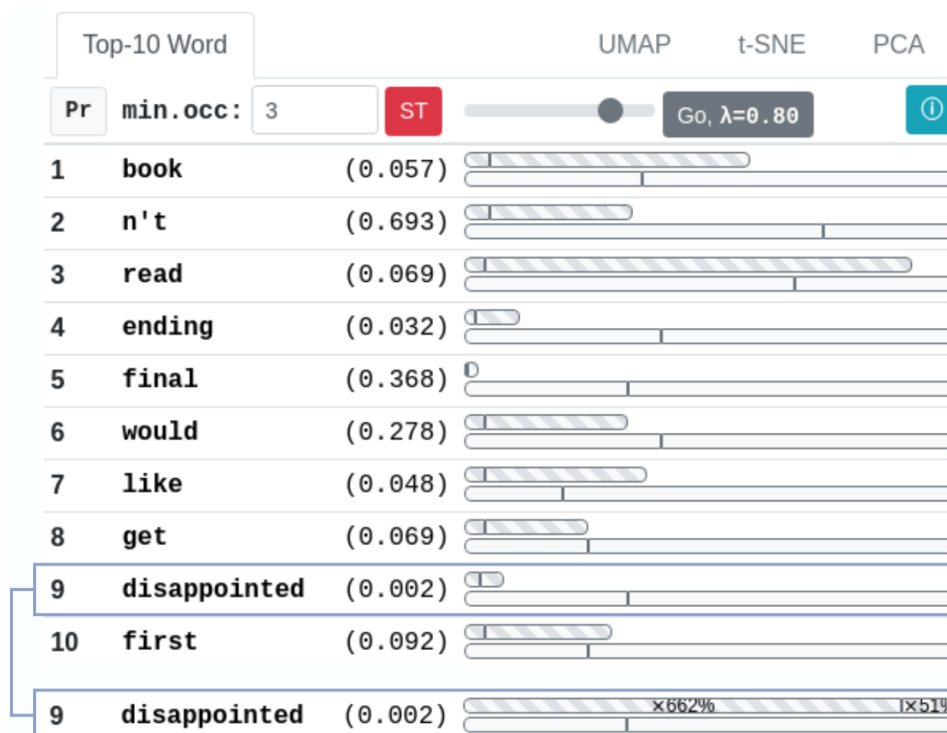 Top-10 Word UMAP t-SNE PCA
Pr min.occ: 3 ST Go, λ=0.80 ⓘ
1 book (0.057)
2 n't (0.693)
3 read (0.069)
4 ending (0.032)
5 final (0.368)
6 would (0.278)
7 like (0.048)
8 get (0.069)
9 disappointed (0.002)
10 first (0.092)
9 disappointed (0.002) ×662% ×51%